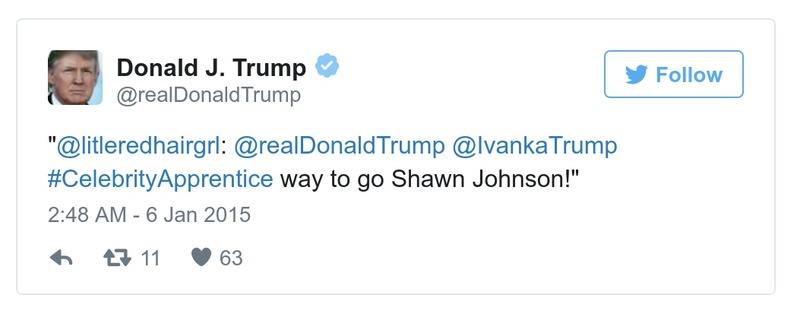 Donald J. Trump
@realDonaldTrump
Follow
"@litleredhairgrl: @realDonaldTrump @IvankaTrump
#CelebrityApprentice way to go Shawn Johnson!"
2:48 AM - 6 Jan 2015
11 63